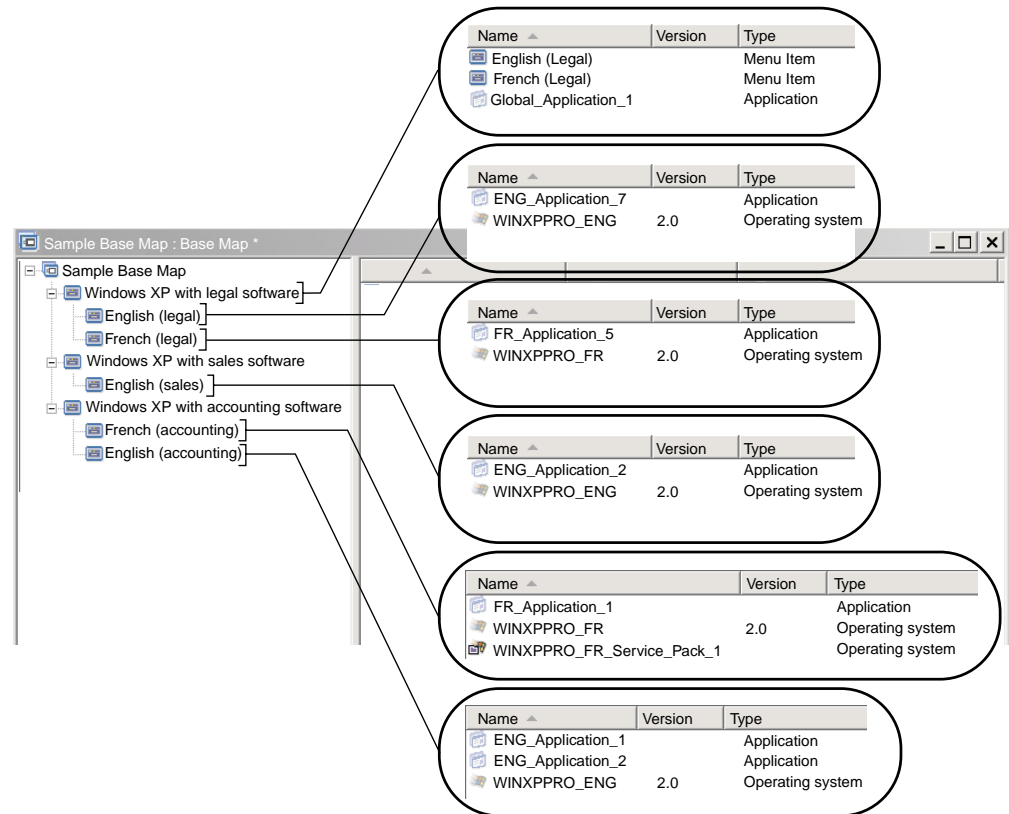 Name Version Type
English (Legal) Menu Item
French (Legal) Menu Item
Global_Application_1 Application
Name Version Type
ENG_Application_7 Application
WINXPPRO_ENG 2.0 Operating system
Sample Base Map : Base Map *
Sample Base Map
Windows XP with legal software
English (legal)
French (legal)
Windows XP with sales software
English (sales)
Windows XP with accounting software
French (accounting)
English (accounting)
Name Version Type
FR_Application_5 Application
WINXPPRO_FR 2.0 Operating system
Name Version Type
ENG_Application_2 Application
WINXPPRO_ENG 2.0 Operating system
Name Version Type
FR_Application_1 Application
WINXPPRO_FR 2.0 Operating system
WINXPPRO_FR_Service_Pack_1 Operating system
Name Version Type
ENG_Application_1 Application
ENG_Application_2 Application
WINXPPRO_ENG 2.0 Operating system